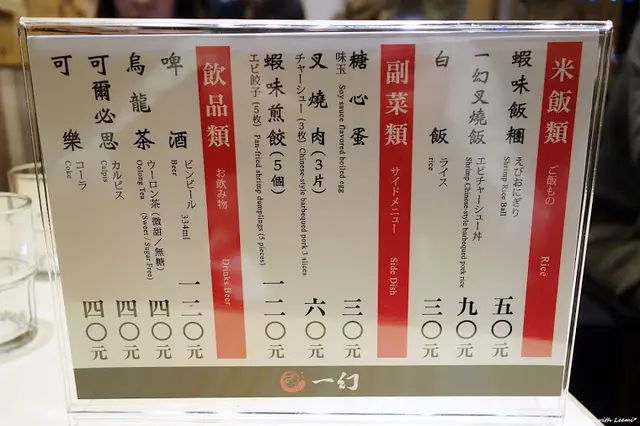 米飯類 ご飯もの Rice
蝦味飯糰 五〇元
えびおにぎり
Shrimp Rice Ball
一幻叉燒飯 九〇元
エビチャーシュー丼
Shrimp Chinese-style barbequed pork rice
白飯 三〇元
ライス
rice
副菜類 サイドメニュー Side Dish
糖心蛋 三〇元
味玉
Soy sauce flavored boiled egg
叉燒肉(3片) 六〇元
チャーシュー(3枚) Chinese-style barbequed pork 3 slices
蝦味煎餃(5個) 一二〇元
エビ餃子(5枚) Pan-fried shrimp dumplings (5 pieces)
飲品類 お飲み物 Drinks Beer
啤酒 一二〇元
ビンビール 334ml
Beer
烏龍茶 四〇元
ウーロン茶(微甜/無糖)
Oolong Tea (Sweet / Sugar Free)
可爾必思 四〇元
カルピス
Calpis
可樂 四〇元
コーラ
Coke
一幻
with Leemi*